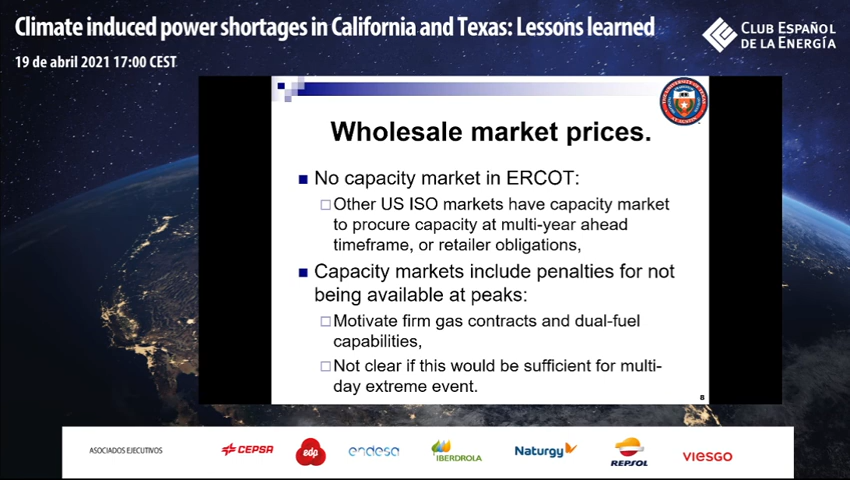 Climate induced power shortages in California and Texas: Lessons learned
19 de abril 2021 17:00 CEST
CLUB ESPAÑOL
DE LA ENERGÍA
Wholesale market prices.
No capacity market in ERCOT:
Other US ISO markets have capacity market
to procure capacity at multi-year ahead
timeframe, or retailer obligations,
Capacity markets include penalties for not
being available at peaks:
Motivate firm gas contracts and dual-fuel
capabilities,
Not clear if this would be sufficient for multi-
day extreme event.
8
ASOCIADOS EJECUTIVOS
CEPSA
edp
endesa
IBERDROLA
Naturgy
REPSOL
viesgo